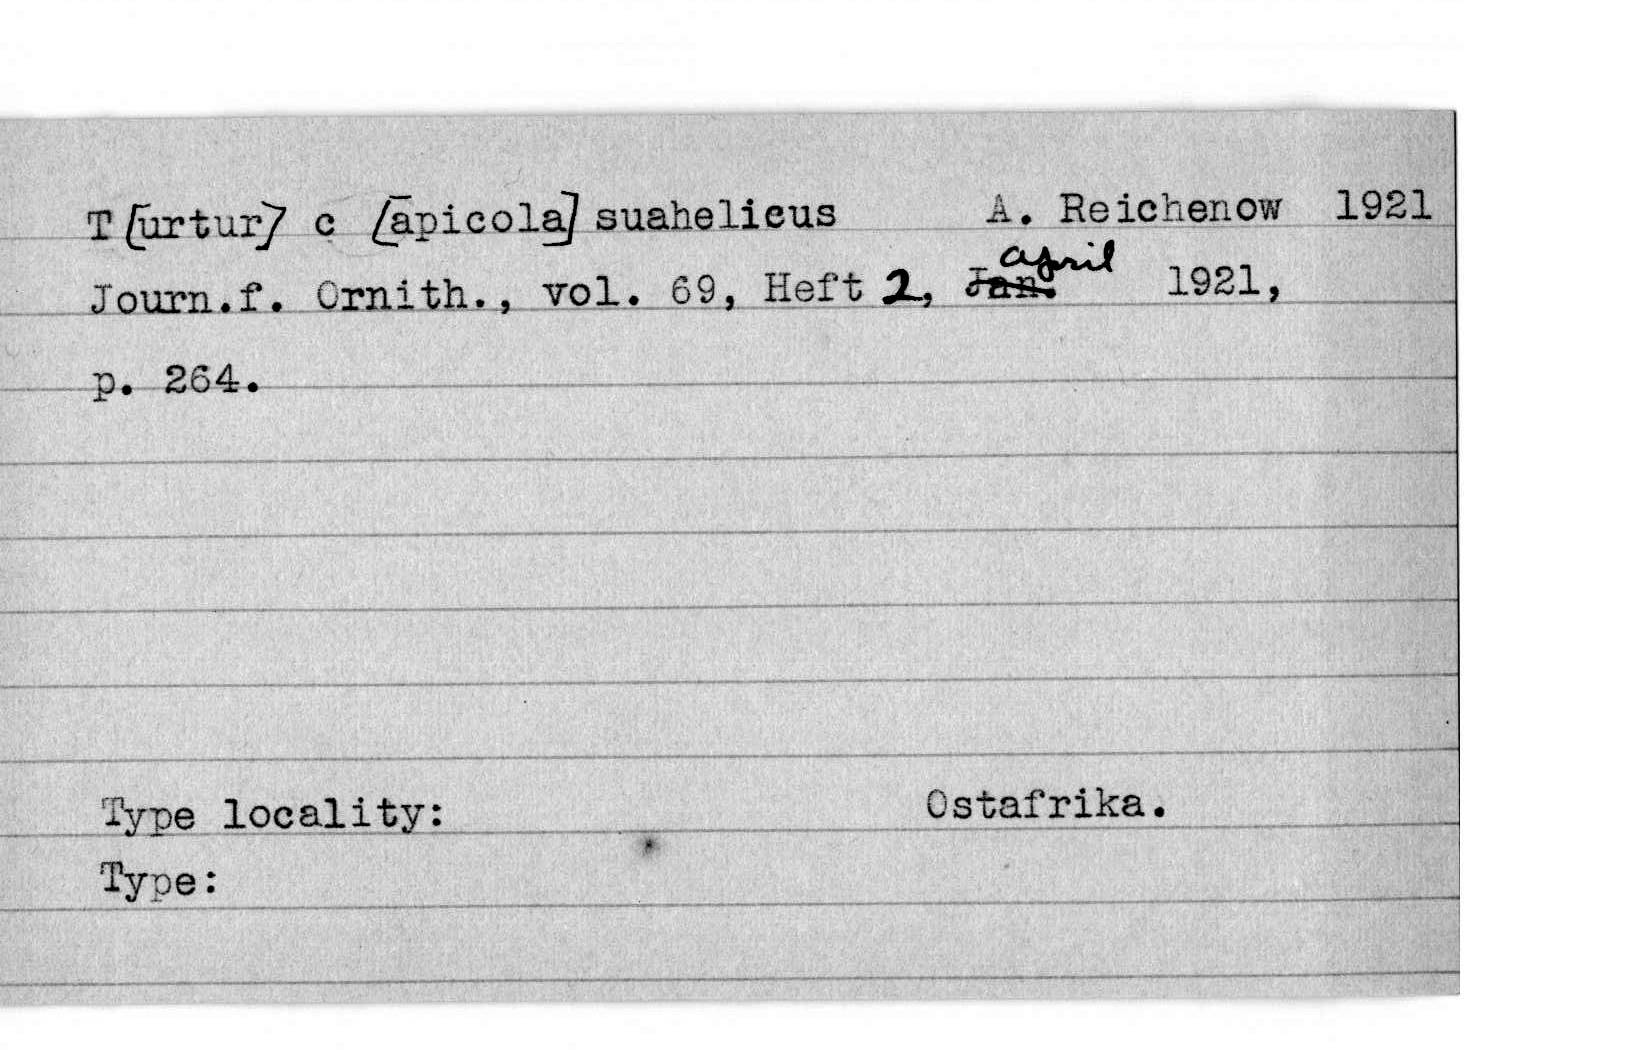 T [urtur] c [apicola] suahelicus A. Reichenow 1921
april
Journ.f. Ornith., vol. 69, Heft 2, Jan. 1921,
p. 264.
Type locality: Ostafrika.
Type: